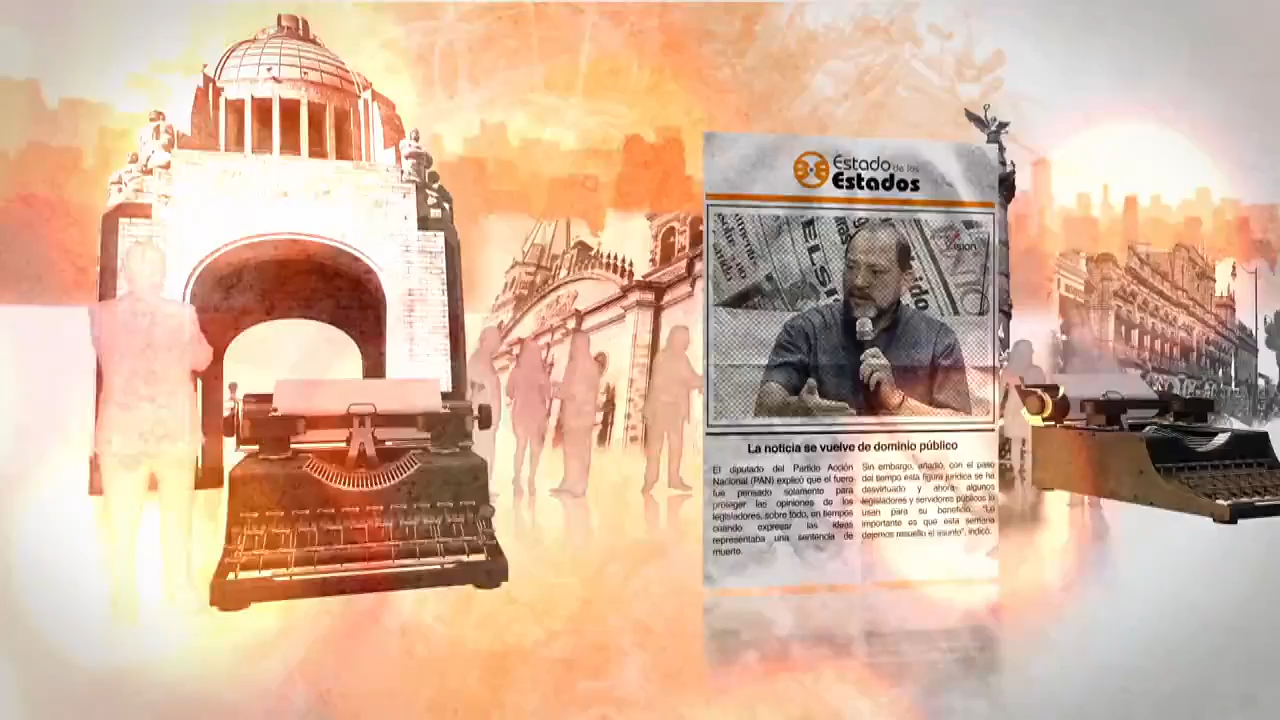 Estado de los
Estados
ELSI
La noticia se vuelve de dominio público
El diputado del Partido Acción
Nacional (PAN) explicó que el fuero
fue pensado solamente para
proteger las opiniones de los
legisladores, sobre todo, en tiempos
cuando expresar las ideas
representaba una sentencia de
muerte.
Sin embargo, añadió, con el paso
del tiempo esta figura jurídica se ha
desvirtuado y ahora algunos
legisladores y servidores públicos lo
usan para su beneficio. "Lo
importante es que esta semana
dejemos resuelto el asunto", indicó.